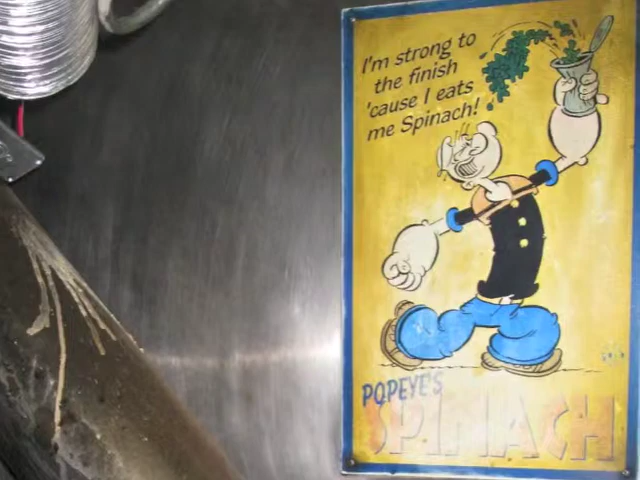 I'm strong to
the finish
'cause I eats
me Spinach!
POPEYE'S
SPINACH